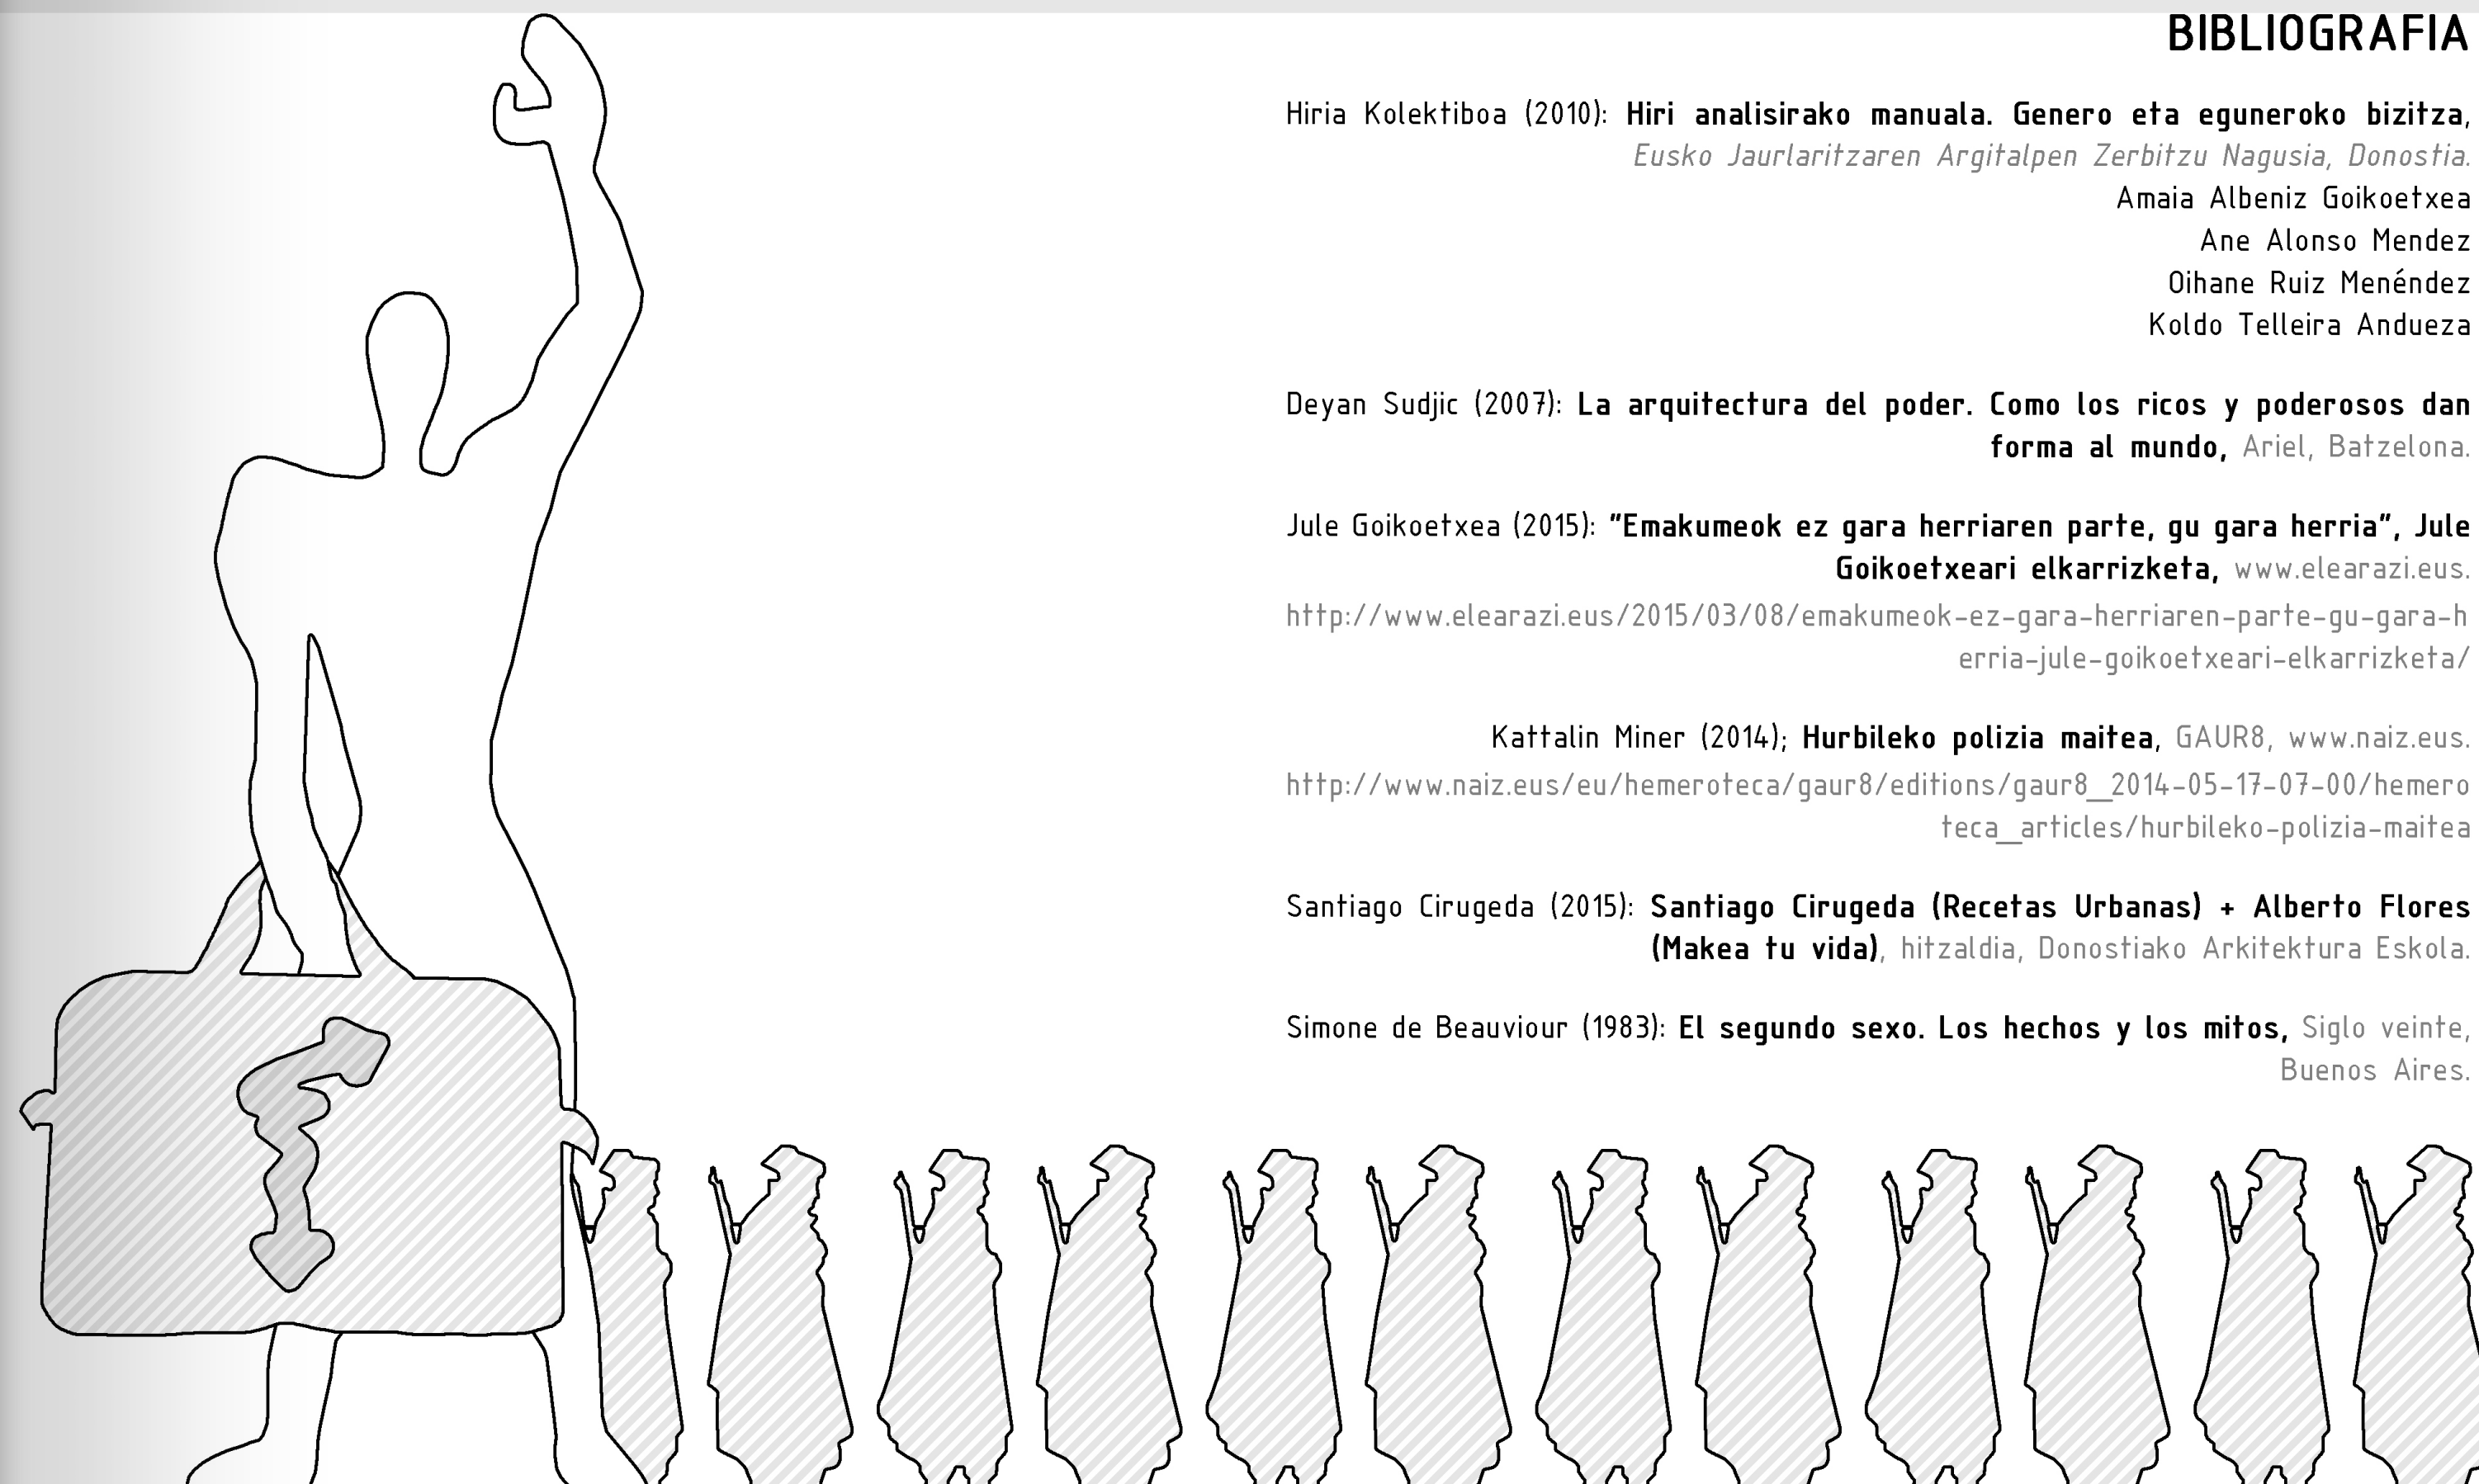 BIBLIOGRAFIA
Hiria Kolektiboa (2010): Hiri analisirako manuala. Genero eta eguneroko bizitza,
Eusko Jaurlaritzaren Argitalpen Zerbitzu Nagusia, Donostia.
Amaia Albeniz Goikoetxea
Ane Alonso Mendez
Oihane Ruiz Menéndez
Koldo Telleira Andueza
Deyan Sudjic (2007): La arquitectura del poder. Como los ricos y poderosos dan
forma al mundo, Ariel, Batzelona.
Jule Goikoetxea (2015): "Emakumeok ez gara herriaren parte, gu gara herria", Jule
Goikoetxeari elkarrizketa, www.elearazi.eus.
http://www.elearazi.eus/2015/03/08/emakumeok-ez-gara-herriaren-parte-gu-gara-h
erria-jule-goikoetxeari-elkarrizketa/
Kattalin Miner (2014); Hurbileko polizia maitea, GAUR8, www.naiz.eus.
http://www.naiz.eus/eu/hemeroteca/gaur8/editions/gaur8_2014-05-17-07-00/hemero
teca_articles/hurbileko-polizia-maitea
Santiago Cirugeda (2015): Santiago Cirugeda (Recetas Urbanas) + Alberto Flores
(Makea tu vida), hitzaldia, Donostiako Arkitektura Eskola.
Simone de Beauviour (1983): El segundo sexo. Los hechos y los mitos, Siglo veinte,
Buenos Aires.